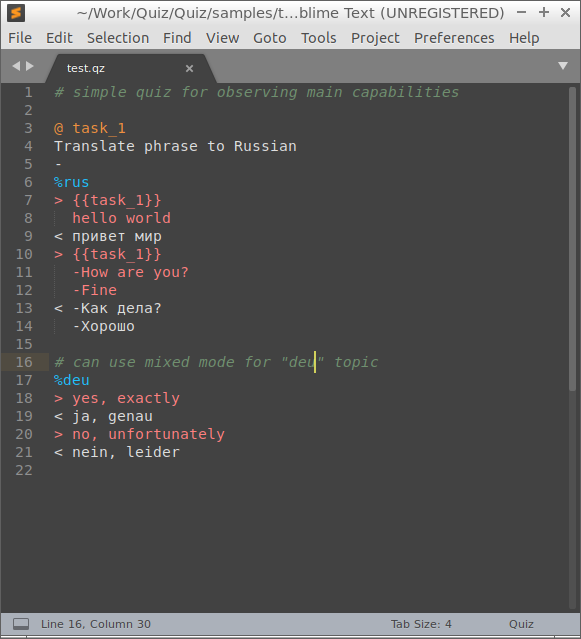 ~/Work/Quiz/Quiz/samples/t…blime Text (UNREGISTERED)
File Edit Selection Find View Goto Tools Project Preferences Help
test.qz
1 # simple quiz for observing main capabilities
2
3 @ task_1
4 Translate phrase to Russian
5 -
6 %rus
7 > {{task_1}}
8 hello world
9 < привет мир
10 > {{task_1}}
11 -How are you?
12 -Fine
13 < -Как дела?
14 -Хорошо
15
16 # can use mixed mode for "deu" topic
17 %deu
18 > yes, exactly
19 < ja, genau
20 > no, unfortunately
21 < nein, leider
22
Line 16, Column 30 Tab Size: 4 Quiz